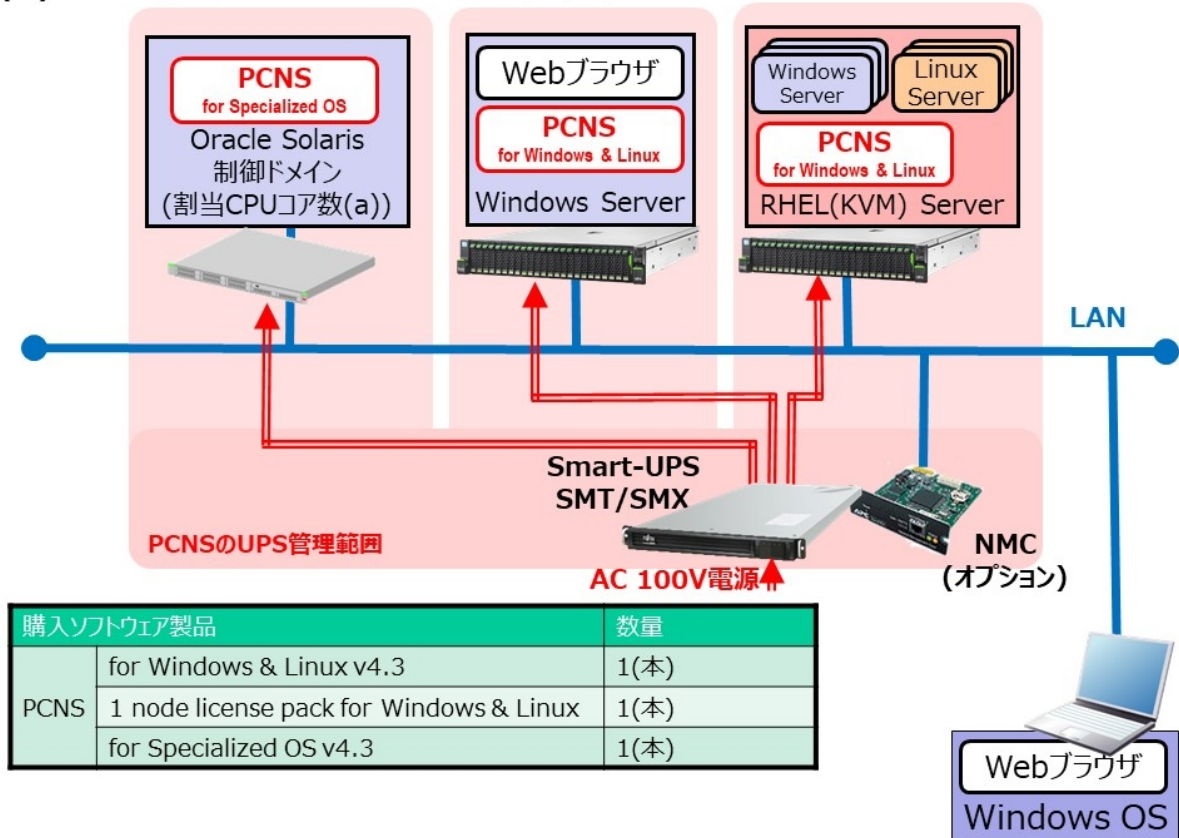 PCNS
for Specialized OS
Oracle Solaris
制御ドメイン
(割当CPUコア数(a))
Webブラウザ
PCNS
for Windows & Linux
Windows Server
Windows
Server
Linux
Server
PCNS
for Windows & Linux
RHEL(KVM) Server
LAN
Smart-UPS
SMT/SMX
PCNSのUPS管理範囲
NMC
(オプション)
AC 100V電源
購入ソフトウェア製品 数量
PCNS
for Windows & Linux v4.3 1(本)
1 node license pack for Windows & Linux 1(本)
for Specialized OS v4.3 1(本)
Webブラウザ
Windows OS